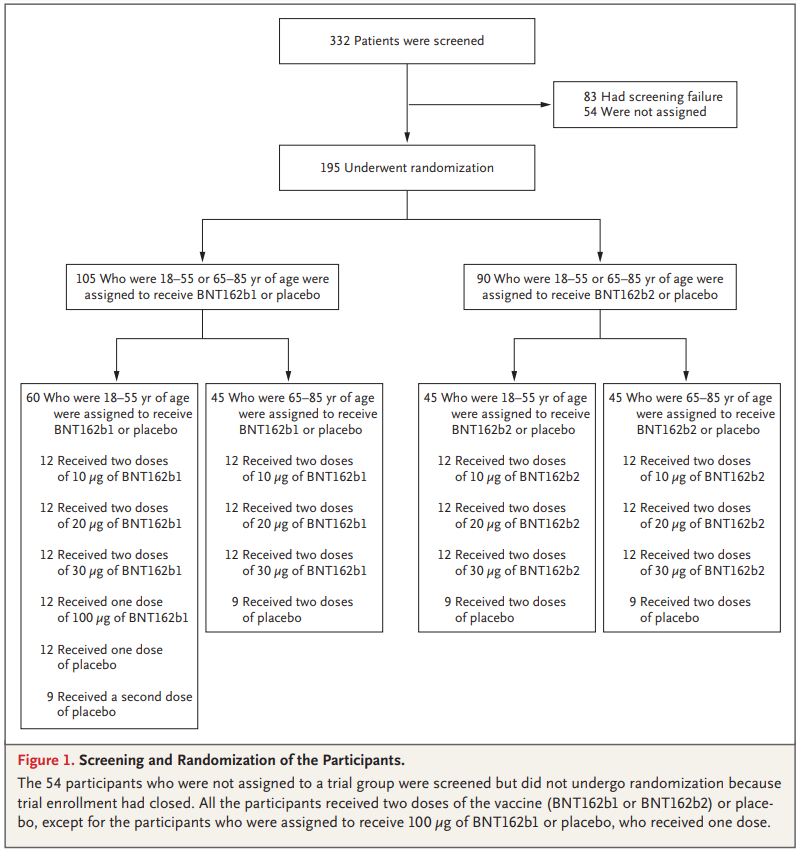 332 Patients were screened
83 Had screening failure
54 Were not assigned
195 Underwent randomization
105 Who were 18–55 or 65–85 yr of age were
assigned to receive BNT162b1 or placebo
90 Who were 18–55 or 65–85 yr of age were
assigned to receive BNT162b2 or placebo
60 Who were 18–55 yr of age
were assigned to receive
BNT162b1 or placebo
12 Received two doses
of 10 µg of BNT162b1
12 Received two doses
of 20 µg of BNT162b1
12 Received two doses
of 30 µg of BNT162b1
12 Received one dose
of 100 µg of BNT162b1
12 Received one dose
of placebo
9 Received a second dose
of placebo
45 Who were 65–85 yr of age
were assigned to receive
BNT162b1 or placebo
12 Received two doses
of 10 µg of BNT162b1
12 Received two doses
of 20 µg of BNT162b1
12 Received two doses
of 30 µg of BNT162b1
9 Received two doses
of placebo
45 Who were 18–55 yr of age
were assigned to receive
BNT162b2 or placebo
12 Received two doses
of 10 µg of BNT162b2
12 Received two doses
of 20 µg of BNT162b2
12 Received two doses
of 30 µg of BNT162b2
9 Received two doses
of placebo
45 Who were 65–85 yr of age
were assigned to receive
BNT162b2 or placebo
12 Received two doses
of 10 µg of BNT162b2
12 Received two doses
of 20 µg of BNT162b2
12 Received two doses
of 30 µg of BNT162b2
9 Received two doses
of placebo
Figure 1. Screening and Randomization of the Participants.
The 54 participants who were not assigned to a trial group were screened but did not undergo randomization because
trial enrollment had closed. All the participants received two doses of the vaccine (BNT162b1 or BNT162b2) or place-
bo, except for the participants who were assigned to receive 100 µg of BNT162b1 or placebo, who received one dose.